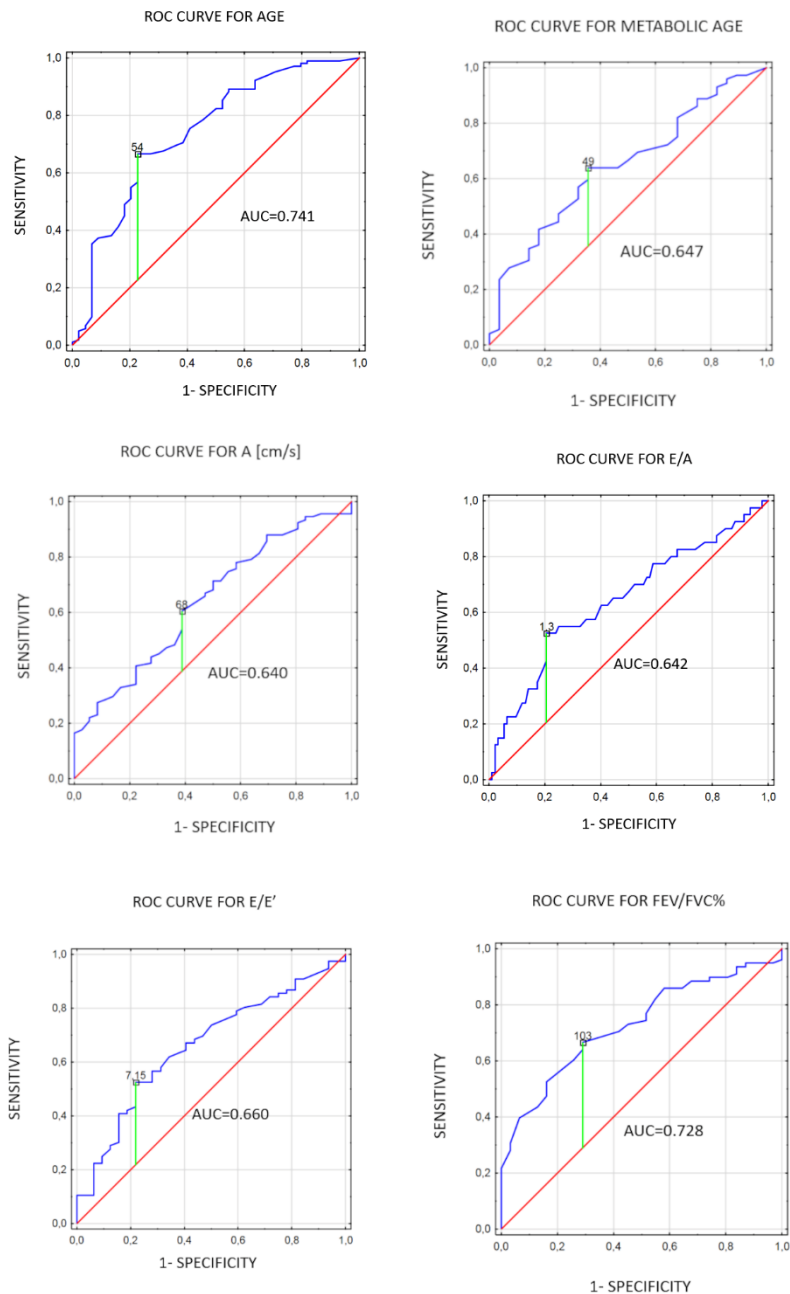 ROC CURVE FOR AGE
1,0
0,8
0,6
0,4
0,2
0,0
SENSITIVITY
54
AUC=0.741
0,0 0,2 0,4 0,6 0,8 1,0
1- SPECIFICITY
ROC CURVE FOR METABOLIC AGE
1,0
0,8
0,6
0,4
0,2
0,0
SENSITIVITY
49
AUC=0.647
0,0 0,2 0,4 0,6 0,8 1,0
1- SPECIFICITY
ROC CURVE FOR A [cm/s]
1,0
0,8
0,6
0,4
0,2
0,0
SENSITIVITY
68
AUC=0.640
0,0 0,2 0,4 0,6 0,8 1,0
1- SPECIFICITY
ROC CURVE FOR E/A
1,0
0,8
0,6
0,4
0,2
0,0
SENSITIVITY
1,3
AUC=0.642
0,0 0,2 0,4 0,6 0,8 1,0
1- SPECIFICITY
ROC CURVE FOR E/E’
1,0
0,8
0,6
0,4
0,2
0,0
SENSITIVITY
7,15
AUC=0.660
0,0 0,2 0,4 0,6 0,8 1,0
1- SPECIFICITY
ROC CURVE FOR FEV/FVC%
1,0
0,8
0,6
0,4
0,2
0,0
SENSITIVITY
103
AUC=0.728
0,0 0,2 0,4 0,6 0,8 1,0
1- SPECIFICITY